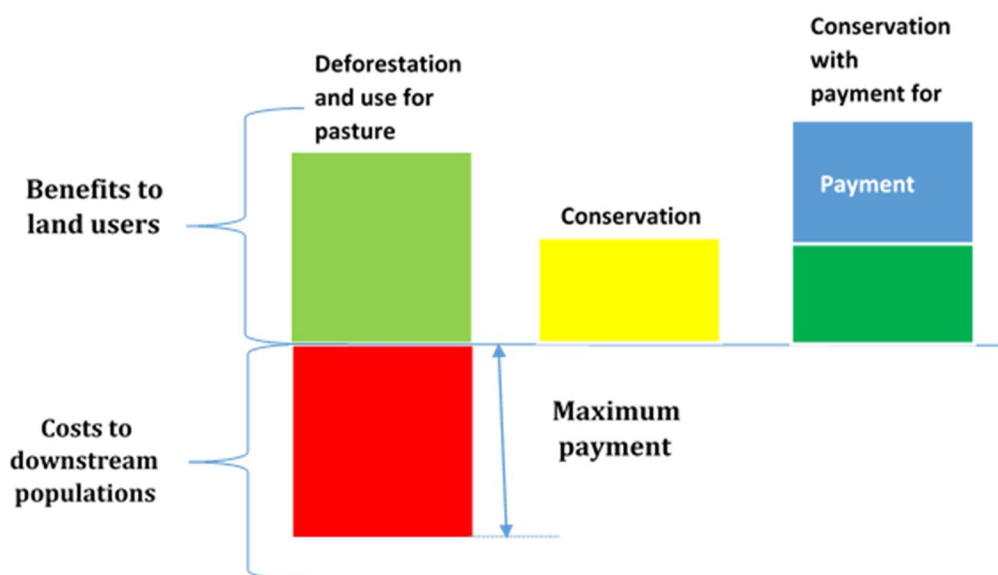 Deforestation
and use for
pasture
Conservation
with
payment for
Benefits to
land users
Conservation
Payment
Costs to
downstream
populations
Maximum
payment